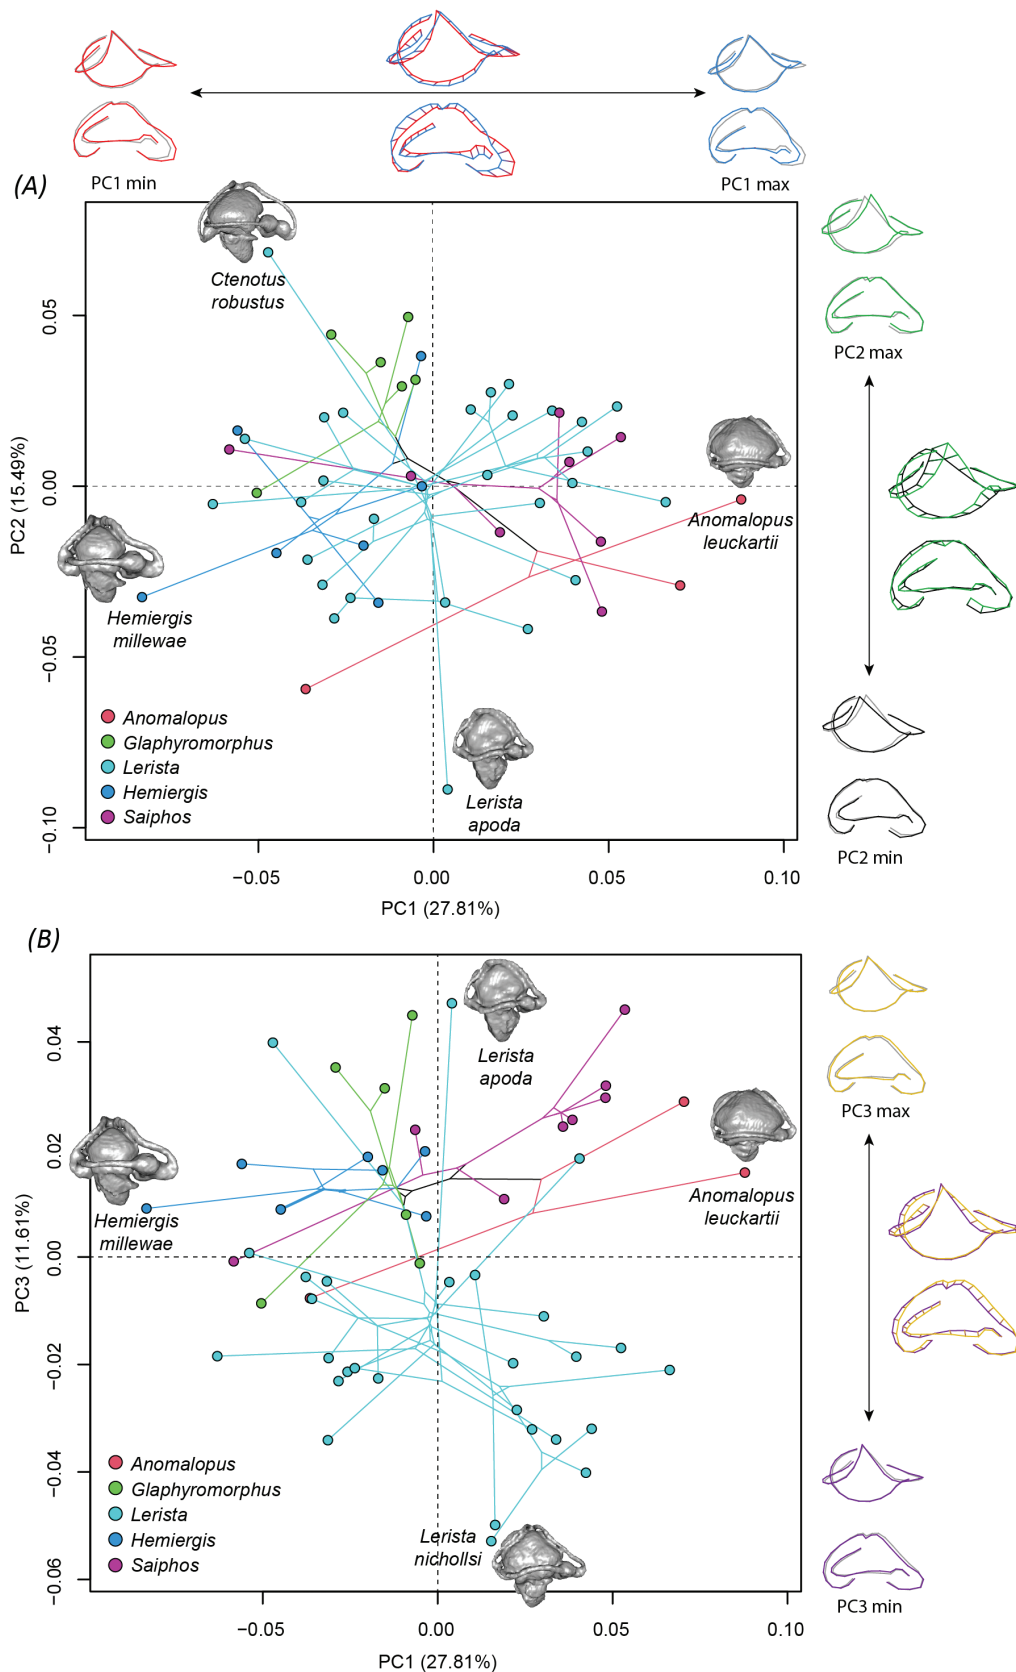 PC1 min
PC1 max
(A)
Ctenotus
robustus
PC2 max
0.05
0.00
−0.05
−0.10
PC2 (15.49%)
Anomalopus
leuckartii
Hemiergis
millewae
Lerista
apoda
Anomalopus
Glaphyromorphus
Lerista
Hemiergis
Saiphos
PC2 min
−0.05
0.00
0.05
0.10
PC1 (27.81%)
(B)
Lerista
apoda
PC3 max
0.04
0.02
0.00
−0.02
−0.04
−0.06
PC3 (11.61%)
Anomalopus
leuckartii
Hemiergis
millewae
Anomalopus
Glaphyromorphus
Lerista
Hemiergis
Saiphos
Lerista
nichollsi
PC3 min
−0.05
0.00
0.05
0.10
PC1 (27.81%)